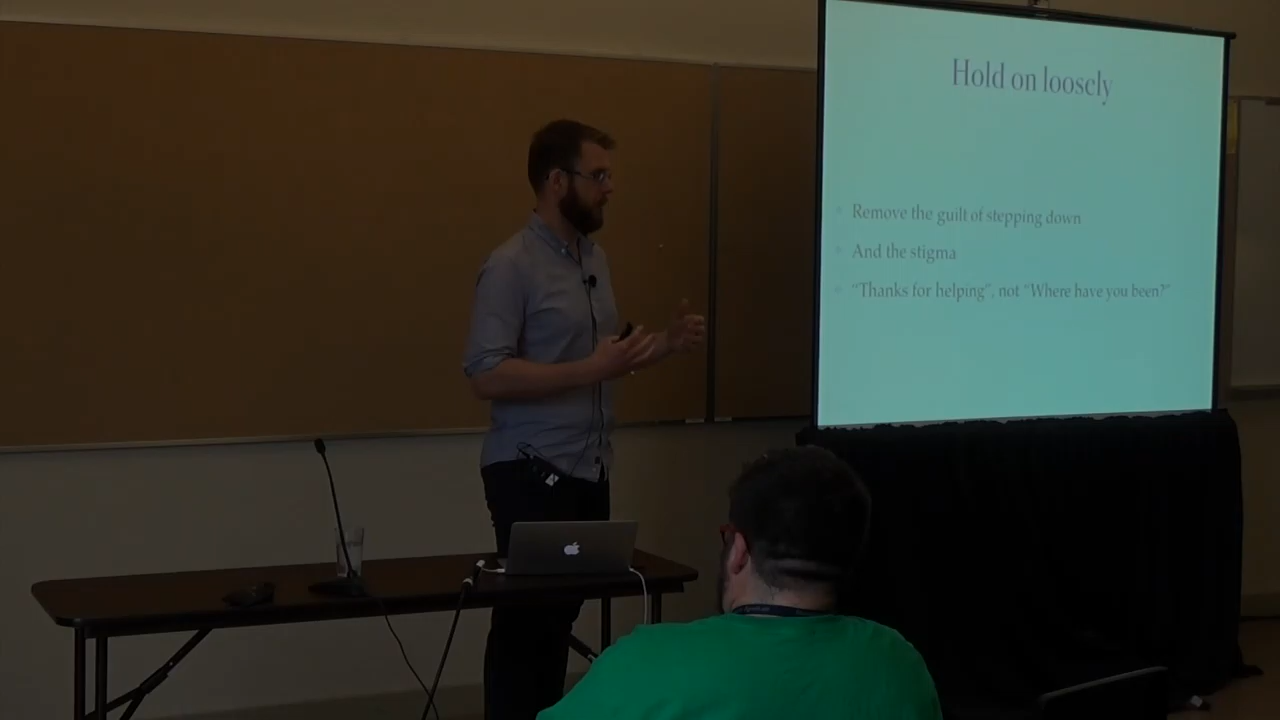 Hold on loosely
Remove the guilt of stepping down
And the stigma
“Thanks for helping”, not “Where have you been?”